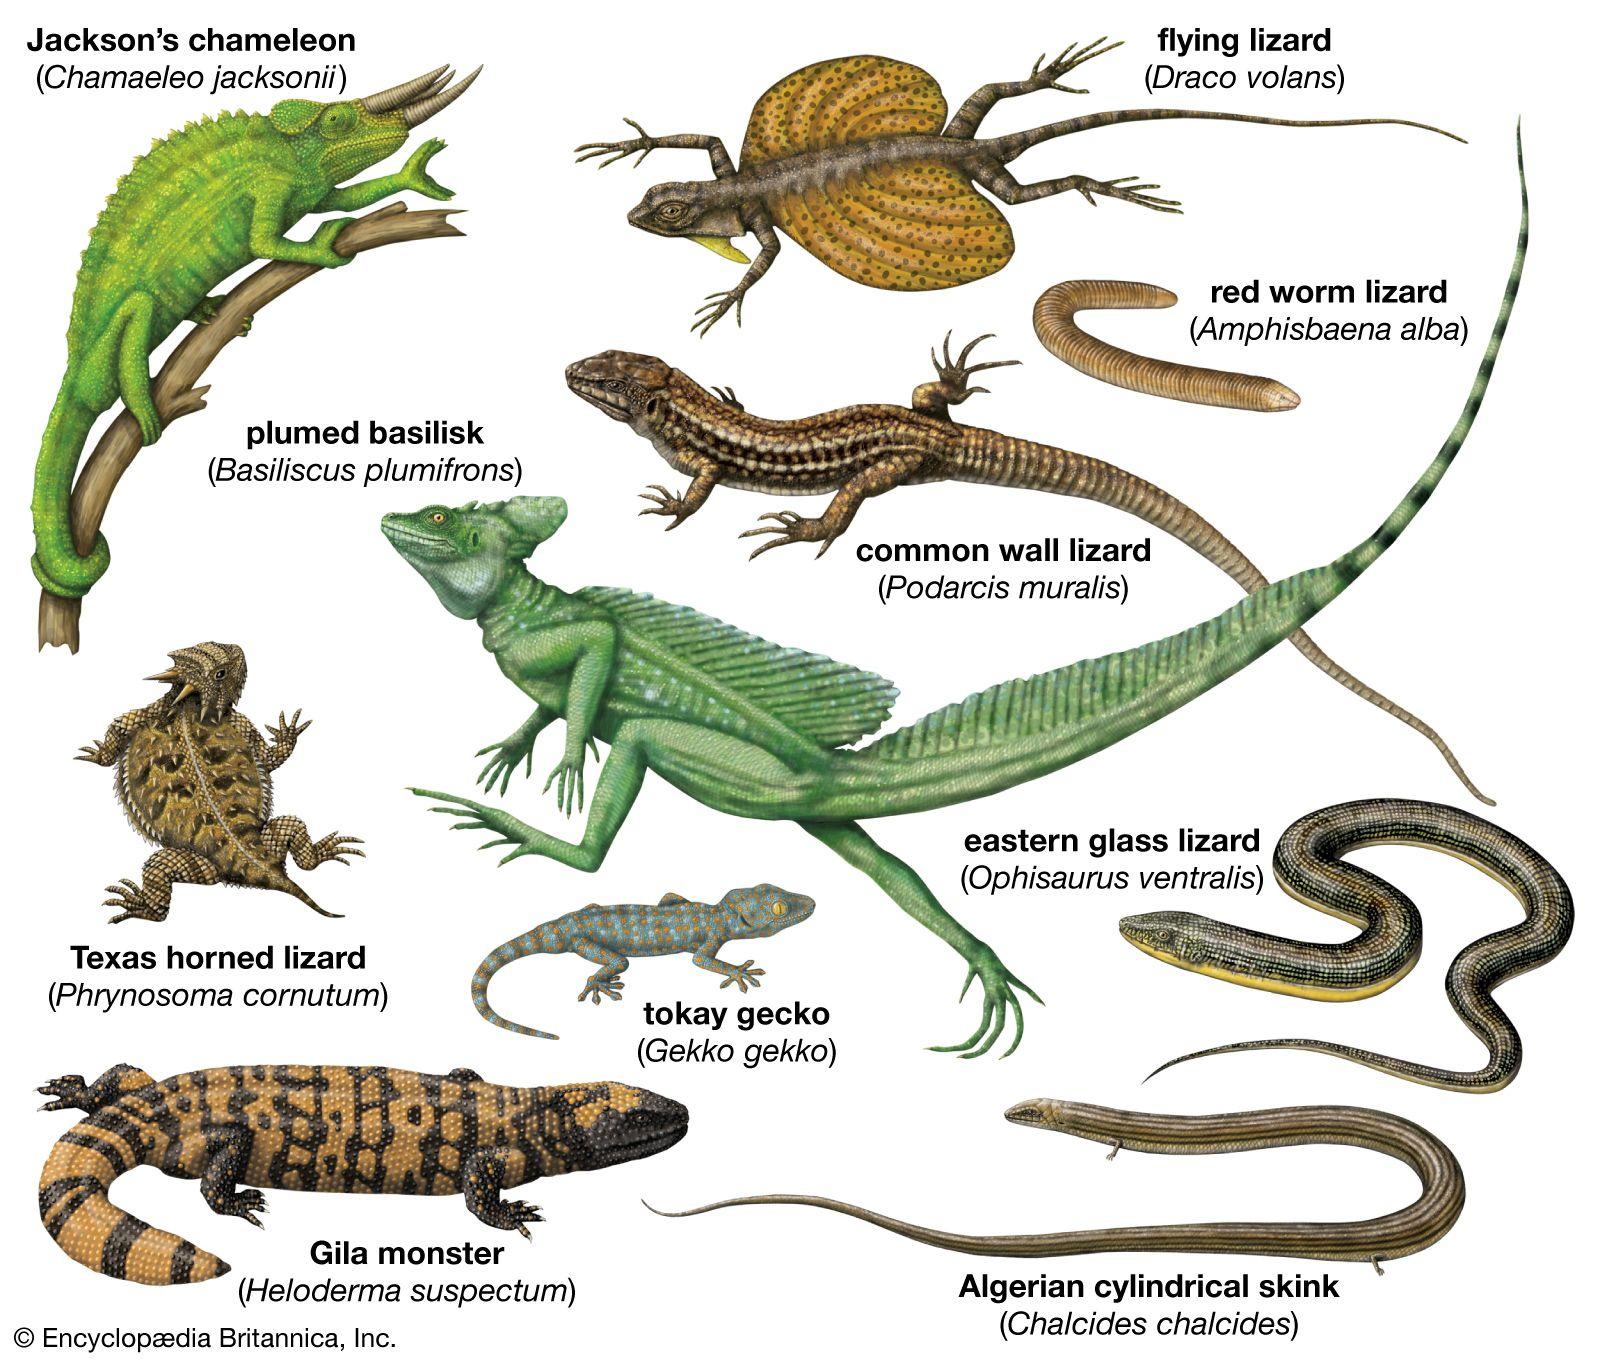 Jackson's chameleon
(Chamaeleo jacksonii)
flying lizard
(Draco volans)
red worm lizard
(Amphisbaena alba)
plumed basilisk
(Basiliscus plumifrons)
common wall lizard
(Podarcis muralis)
eastern glass lizard
(Ophisaurus ventralis)
Texas horned lizard
(Phrynosoma cornutum)
tokay gecko
(Gekko gekko)
Gila monster
(Heloderma suspectum)
Algerian cylindrical skink
(Chalcides chalcides)
© Encyclopædia Britannica, Inc.